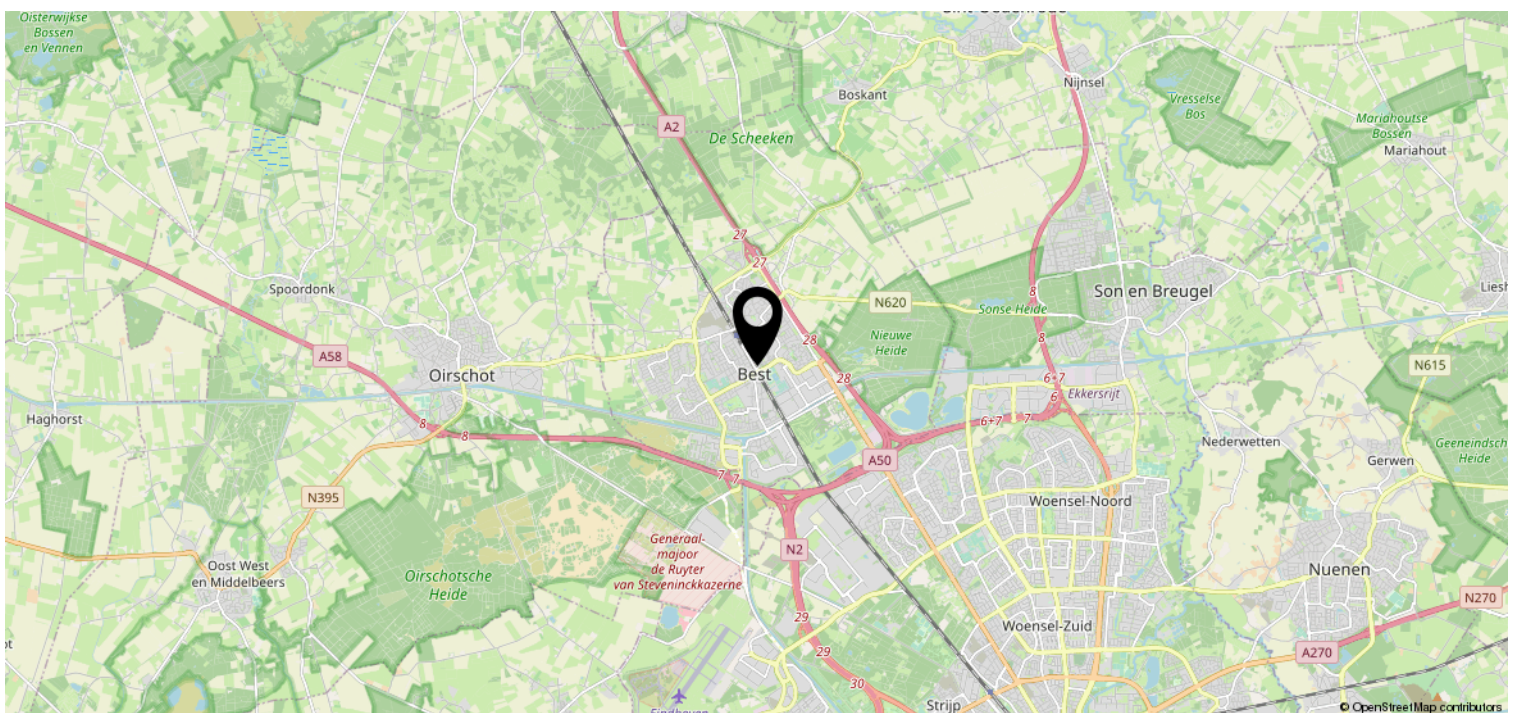 Oisterwijkse
Bossen
en Vennen
Nijnsel
Boskant
Vresselse
Bos
A2
De Scheeken
Mariahoutse
Bossen
Mariahout
27
27
Spoordonk
Son en Breugel
8
N620
Sonse Heide
Nieuwe
Heide
28
8
A58
Oirschot
Best
28
6+7
6
Ekkersrijt
N615
Haghorst
8
8
6+7
7
A50
Nederwetten
Gerwen
Heide
7
7
N395
Woensel-Noord
Generaal-
majoor
de Ruyter
van Steveninckkazerne
N2
Oost West
en Middelbeers
Oirschotsche
Heide
Nuenen
N270
29
Woensel-Zuid
29
A270
30
Strijp
© OpenStreetMap contributors